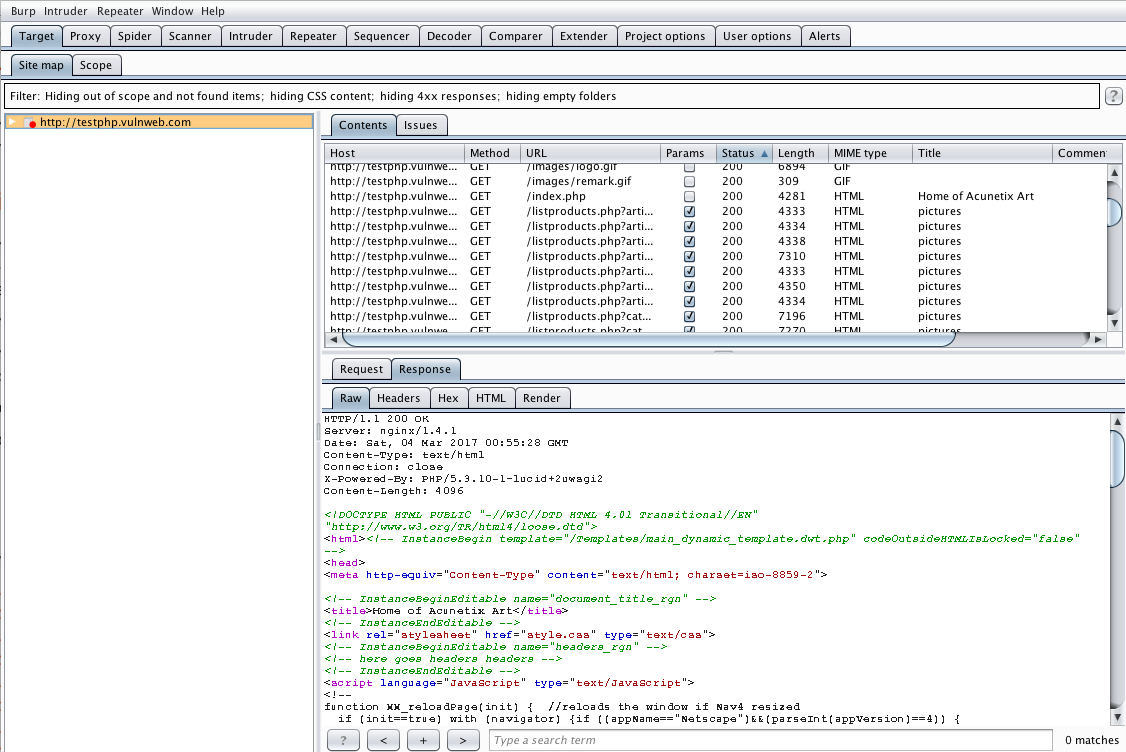 Burp Intruder Repeater Window Help
Target Proxy Spider Scanner Intruder Repeater Sequencer Decoder Comparer Extender Project options User options Alerts
Site map Scope
Filter: Hiding out of scope and not found items; hiding CSS content; hiding 4xx responses; hiding empty folders ?
http://testphp.vulnweb.com
Contents Issues
Host Method URL Params Status Length MIME type Title Commen
http://testphp.vulnwe... GET /images/logo.gif 200 6894 GIF
http://testphp.vulnwe... GET /images/remark.gif 200 309 GIF
http://testphp.vulnwe... GET /index.php 200 4281 HTML Home of Acunetix Art
http://testphp.vulnwe... GET /listproducts.php?arti... 200 4333 HTML pictures
http://testphp.vulnwe... GET /listproducts.php?arti... 200 4334 HTML pictures
http://testphp.vulnwe... GET /listproducts.php?arti... 200 4338 HTML pictures
http://testphp.vulnwe... GET /listproducts.php?arti... 200 7310 HTML pictures
http://testphp.vulnwe... GET /listproducts.php?arti... 200 4333 HTML pictures
http://testphp.vulnwe... GET /listproducts.php?arti... 200 4350 HTML pictures
http://testphp.vulnwe... GET /listproducts.php?arti... 200 4334 HTML pictures
http://testphp.vulnwe... GET /listproducts.php?cat... 200 7196 HTML pictures
http://testphp.vulnwe... GET /listproducts.php?cat... 200 7270 HTML pictures
Request Response
Raw Headers Hex HTML Render
HTTP/1.1 200 OK
Server: nginx/1.4.1
Date: Sat, 04 Mar 2017 00:55:28 GMT
Content-Type: text/html
Connection: close
X-Powered-By: PHP/5.3.10-1~lucid+2uwsgi2
Content-Length: 4096
<!DOCTYPE HTML PUBLIC "-//W3C//DTD HTML 4.01 Transitional//EN"
"http://www.w3.org/TR/html4/loose.dtd">
<html><!-- InstanceBegin template="/Templates/main_dynamic_template.dwt.php" codeOutsideHTMLIsLocked="false"
-->
<head>
<meta http-equiv="Content-Type" content="text/html; charset=iso-8859-2">
<!-- InstanceBeginEditable name="document_title_rgn" -->
<title>Home of Acunetix Art</title>
<!-- InstanceEndEditable -->
<link rel="stylesheet" href="style.css" type="text/css">
<!-- InstanceBeginEditable name="headers_rgn" -->
<!-- here goes headers headers -->
<!-- InstanceEndEditable -->
<script language="JavaScript" type="text/JavaScript">
<!--
function MM_reloadPage(init) { //reloads the window if Nav4 resized
if (init==true) with (navigator) {if ((appName=="Netscape")&&(parseInt(appVersion)==4)) {
? < + > Type a search term 0 matches